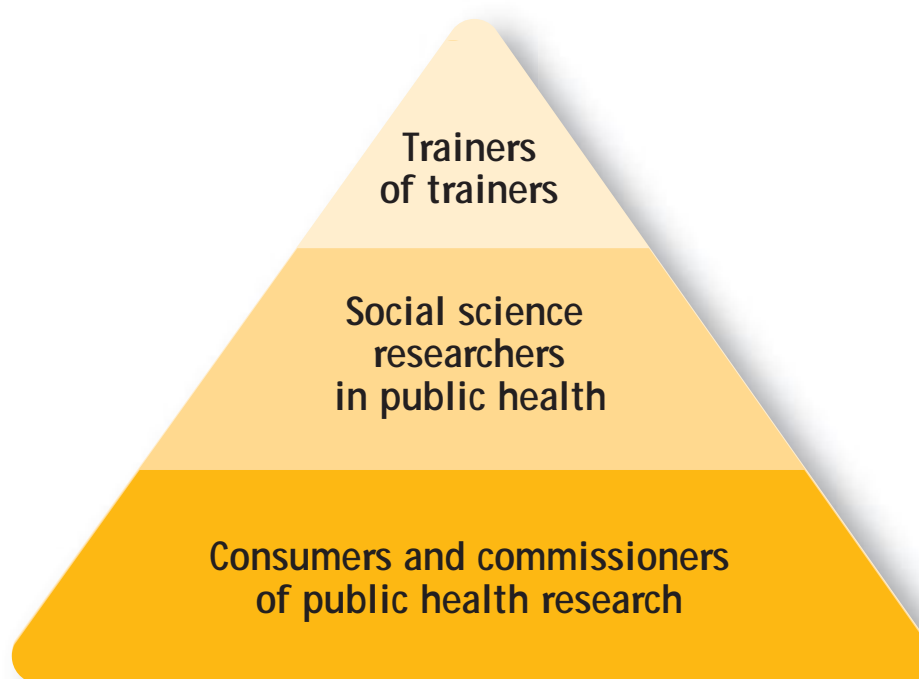 Trainers
of trainers
Social science
researchers
in public health
Consumers and commissioners
of public health research